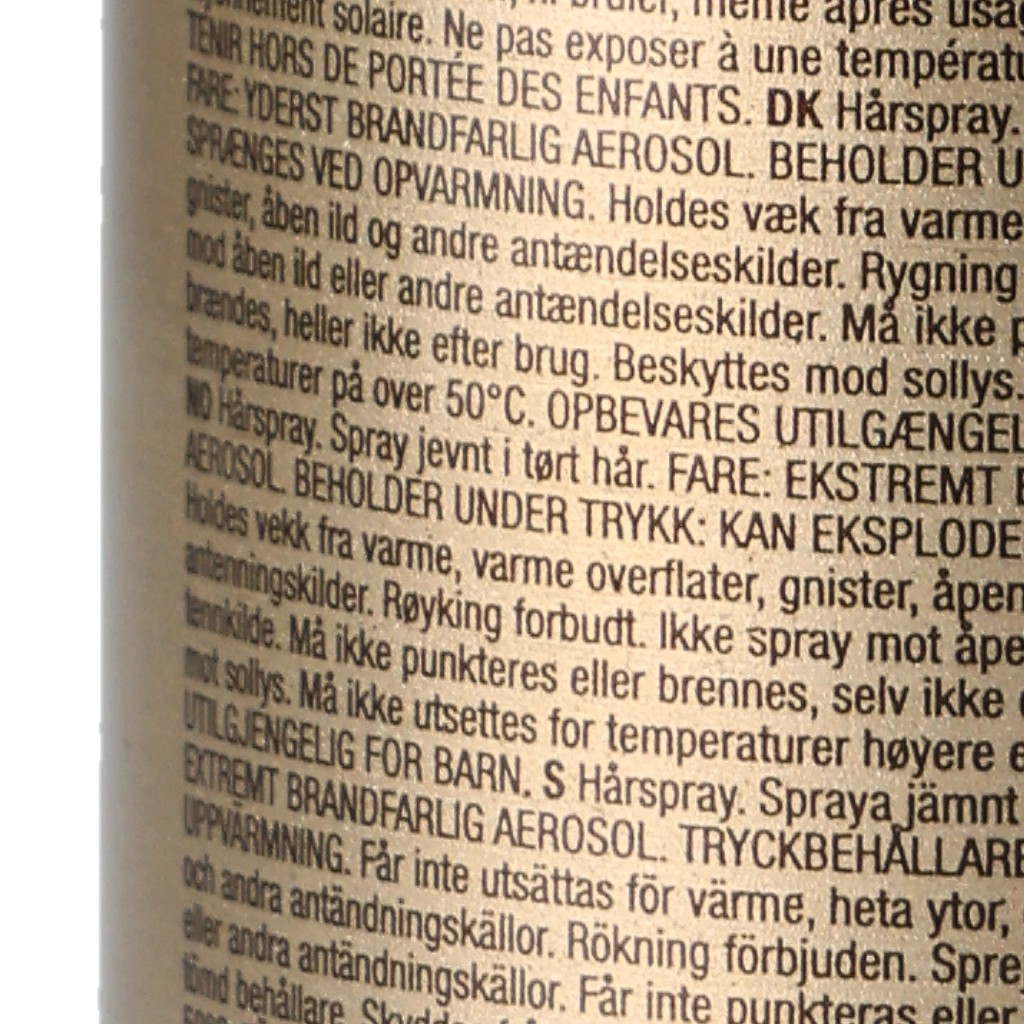 même après usag
solaire. Ne pas exposer à une températu
TENIR HORS DE PORTÉE DES ENFANTS. DK Hårspray.
FARE: YDERST BRANDFARLIG AEROSOL. BEHOLDER U
SPRÆNGES VED OPVARMNING. Holdes væk fra varme
gnister, åben ild og andre antændelseskilder. Rygning
mod åben ild eller andre antændelseskilder. Må ikke p
brændes, heller ikke efter brug. Beskyttes mod sollys.
temperaturer på over 50°C. OPBEVARES UTILGÆNGEL
NO Hårspray. Spray jevnt i tørt hår. FARE: EKSTREMT B
AEROSOL. BEHOLDER UNDER TRYKK: KAN EKSPLODE
Holdes vekk fra varme, varme overflater, gnister, åpen
antenningskilder. Røyking forbudt. Ikke spray mot åpe
tennkilde. Må ikke punkteres eller brennes, selv ikke
mot sollys. Må ikke utsettes for temperaturer høyere e
UTILGJENGELIG FOR BARN. S Hårspray. Spraya jämnt
EXTREMT BRANDFARLIG AEROSOL. TRYCKBEHÅLLARE
UPPVÄRMNING. Får inte utsättas för värme, heta ytor,
och andra antändningskällor. Rökning förbjuden. Spre
eller andra antändningskällor. Får inte punkteras eller
tömd behållare.